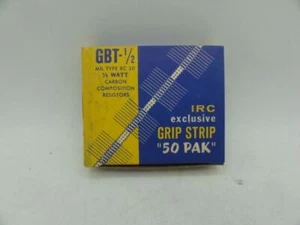 GBT-½
MIL TYPE RC 20
½ WATT
CARBON
COMPOSITION
RESISTORS
IRC
exclusive
GRIP STRIP
"50 PAK"